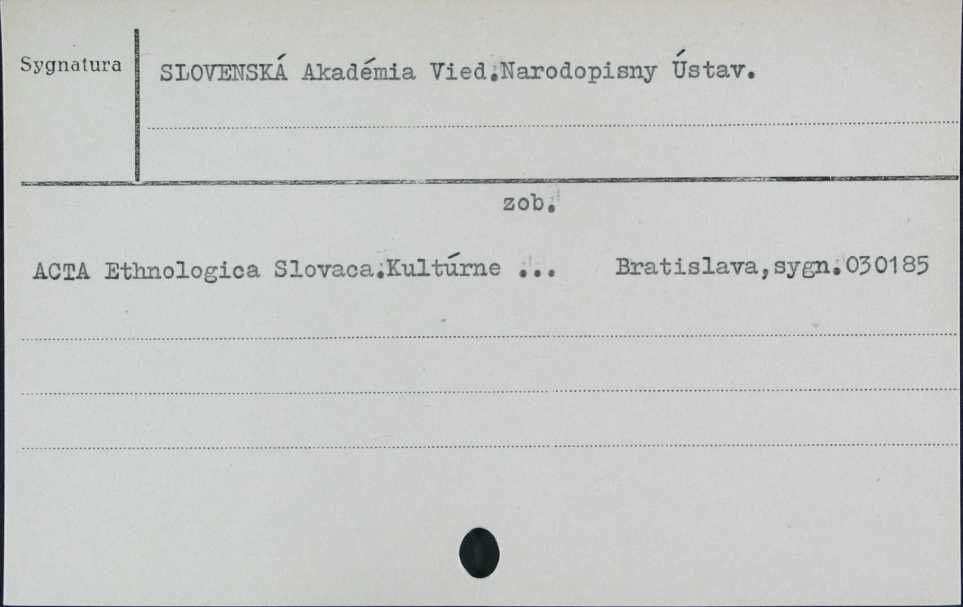 Sygnatura
SLOVENSKÁ Akadémia Vied.Narodopisny Ústav.
zob.
ACTA Ethnologica Slovaca.Kultúrne ... Bratislava,sygn.030185